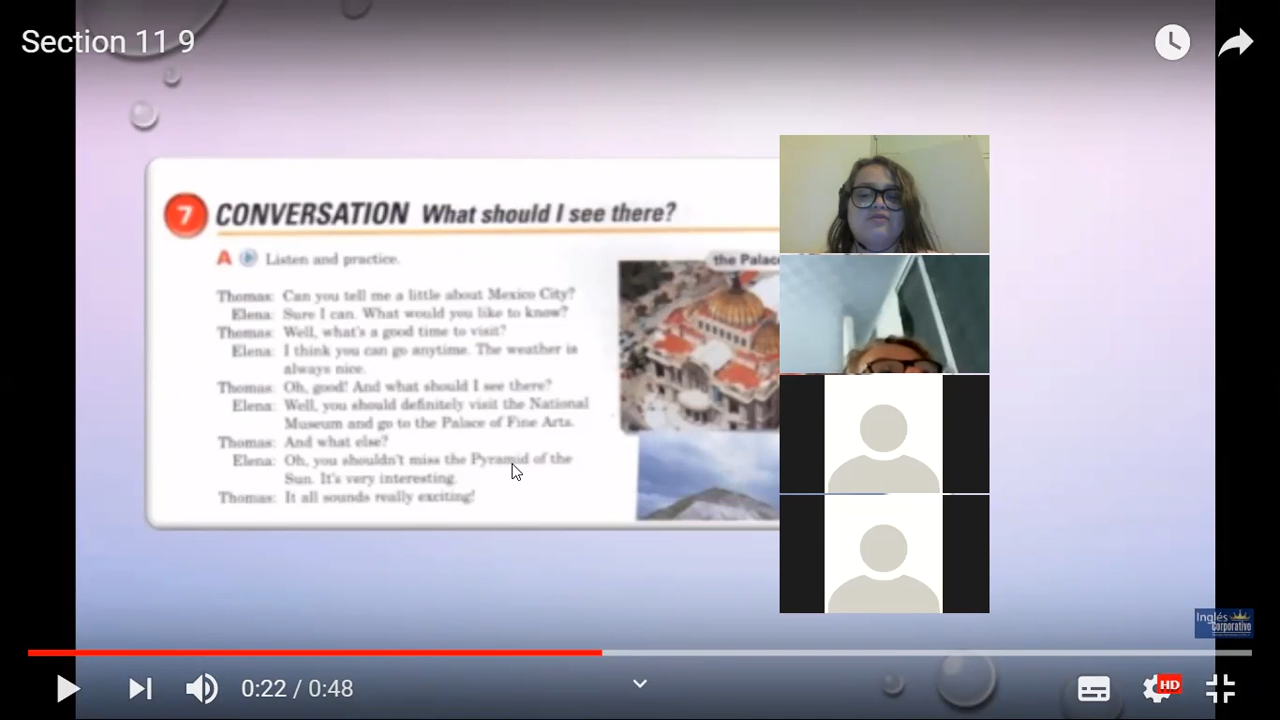 Section 11 9
7 CONVERSATION What should I see there?
A Listen and practice.
the Palac
Thomas: Can you tell me a little about Mexico City?
Elena: Sure I can. What would you like to know?
Thomas: Well, what's a good time to visit?
Elena: I think you can go anytime. The weather is
always nice.
Thomas: Oh, good! And what should I see there?
Elena: Well, you should definitely visit the National
Museum and go to the Palace of Fine Arts.
Thomas: And what else?
Elena: Oh, you shouldn't miss the Pyramid of the
Sun. It's very interesting.
Thomas: It all sounds really exciting!
Inglés
Corporativo
0:22 / 0:48
HD